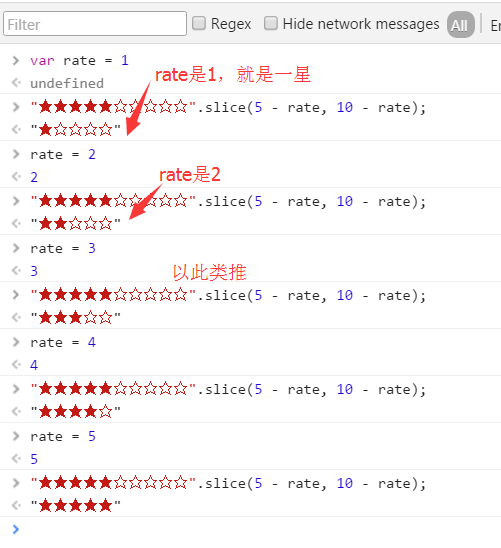 Filter Regex Hide network messages All En
var rate = 1
undefined
rate是1，就是一星
"★★★★★☆☆☆☆☆".slice(5 - rate, 10 - rate);
"★☆☆☆☆"
rate = 2
2
rate是2
"★★★★★☆☆☆☆☆".slice(5 - rate, 10 - rate);
"★★☆☆☆"
rate = 3
3
以此类推
"★★★★★☆☆☆☆☆".slice(5 - rate, 10 - rate);
"★★★☆☆"
rate = 4
4
"★★★★★☆☆☆☆☆".slice(5 - rate, 10 - rate);
"★★★★☆"
rate = 5
5
"★★★★★☆☆☆☆☆".slice(5 - rate, 10 - rate);
"★★★★★"